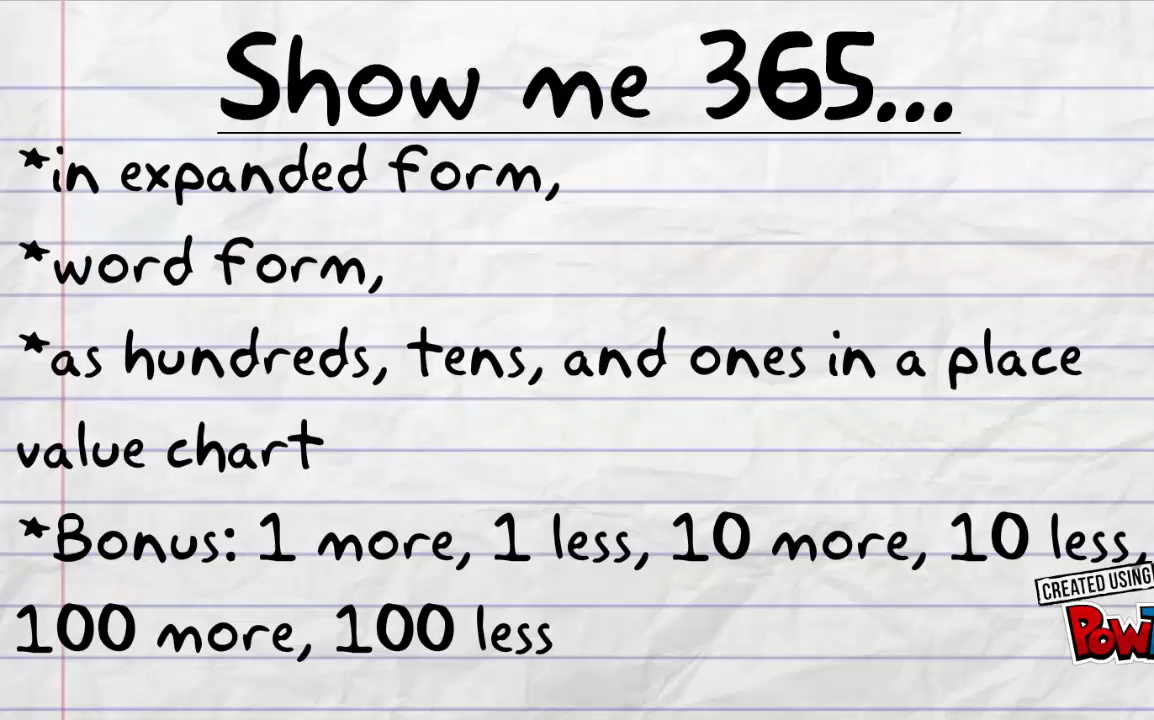 Show me 365...
*in expanded form,
*word form,
*as hundreds, tens, and ones in a place
value chart
*Bonus: 1 more, 1 less, 10 more, 10 less,
100 more, 100 less
CREATED USING